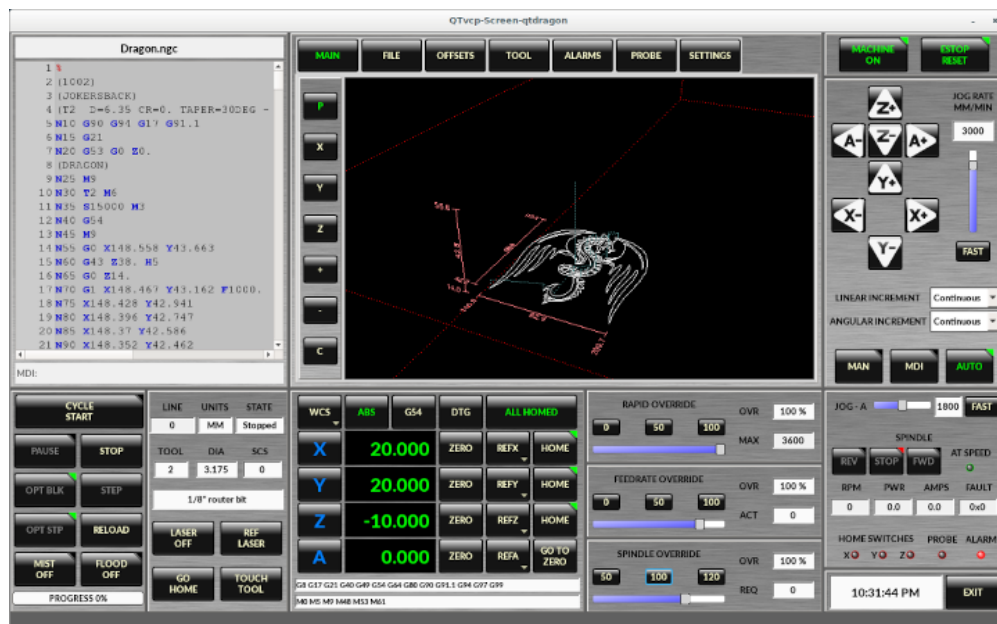 QTvcp-Screen-qtdragon
Dragon.ngc
1 %
2 (1002)
3 (JOKERSBACK)
4 (T2 D=6.35 CR=0. TAPER=30DEG -
5 N10 G90 G94 G17 G91.1
6 N15 G21
7 N20 G53 G0 Z0.
8 (DRAGON)
9 N25 M9
10 N30 T2 M6
11 N35 S15000 M3
12 N40 G54
13 N45 M9
14 N55 G0 X148.558 Y43.663
15 N60 G43 Z38. H5
16 N65 G0 Z14.
17 N70 G1 X148.467 Y43.162 F1000.
18 N75 X148.428 Y42.941
19 N80 X148.396 Y42.747
20 N85 X148.37 Y42.586
21 N90 X148.352 Y42.462
MDI:
MAIN FILE OFFSETS TOOL ALARMS PROBE SETTINGS
P
X
Y
Z
+
-
C
MACHINE ON
ESTOP RESET
JOG RATE
MM/MIN
3000
Z+
A- Z- A+
Y+
X- X+
Y-
FAST
LINEAR INCREMENT Continuous
ANGULAR INCREMENT Continuous
MAN MDI AUTO
CYCLE START
PAUSE STOP
OPT BLK STEP
OPT STP RELOAD
MIST OFF
FLOOD OFF
PROGRESS 0%
LINE UNITS STATE
0 MM Stopped
TOOL DIA SCS
2 3.175 0
1/8" router bit
LASER OFF
REF LASER
GO HOME
TOUCH TOOL
WCS ABS G54 DTG ALL HOMED
X 20.000 ZERO REFX HOME
Y 20.000 ZERO REFY HOME
Z -10.000 ZERO REFZ HOME
A 0.000 ZERO REFA GO TO ZERO
G8 G17 G21 G40 G49 G54 G64 G80 G90 G91.1 G94 G97 G99
M0 M5 M9 M48 M53 M61
RAPID OVERRIDE OVR 100 %
0 50 100
MAX 3600
FEEDRATE OVERRIDE OVR 100 %
0 50 100
ACT 0
SPINDLE OVERRIDE OVR 100 %
50 100 120
REQ 0
JOG - A 1800 FAST
SPINDLE
REV STOP FWD AT SPEED
RPM PWR AMPS FAULT
0 0.0 0.0 0x0
HOME SWITCHES PROBE ALARM
X Y Z
10:31:44 PM EXIT